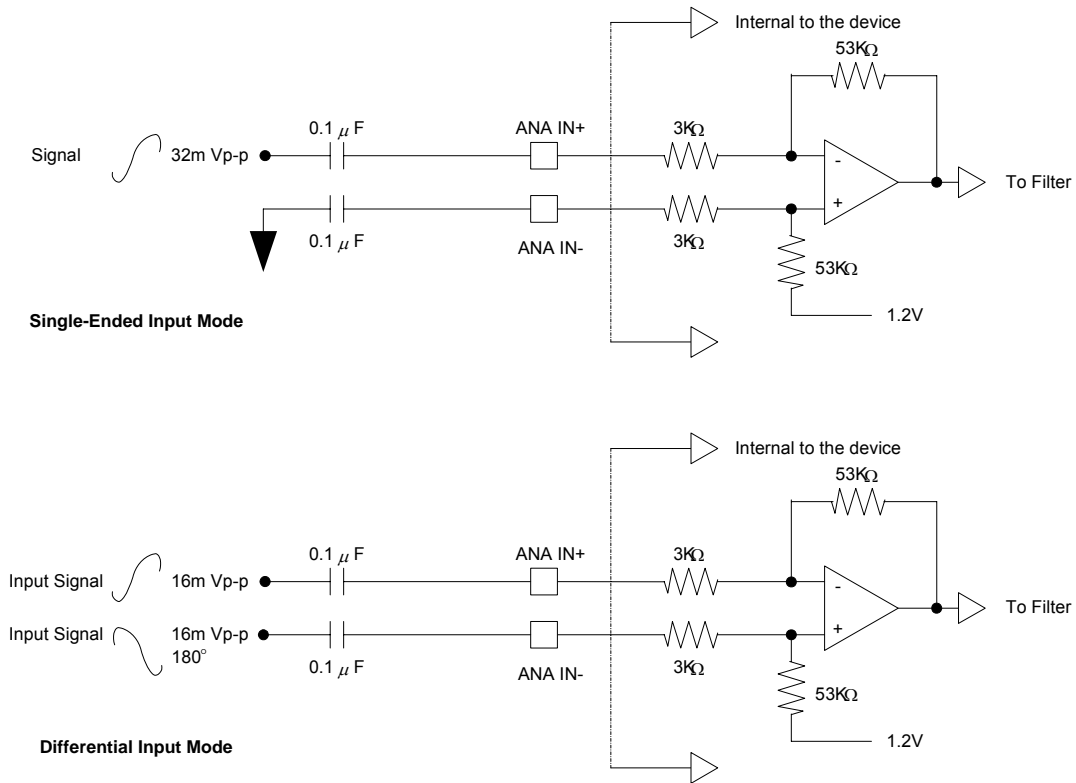 Internal to the device
53KΩ
0.1 μ F
ANA IN+
3KΩ
Signal
32m Vp-p
-
To Filter
+
0.1 μ F
ANA IN-
3KΩ
53KΩ
1.2V
Single-Ended Input Mode
Internal to the device
53KΩ
0.1 μ F
ANA IN+
3KΩ
Input Signal
16m Vp-p
-
To Filter
Input Signal
16m Vp-p
180°
+
0.1 μ F
ANA IN-
3KΩ
53KΩ
1.2V
Differential Input Mode